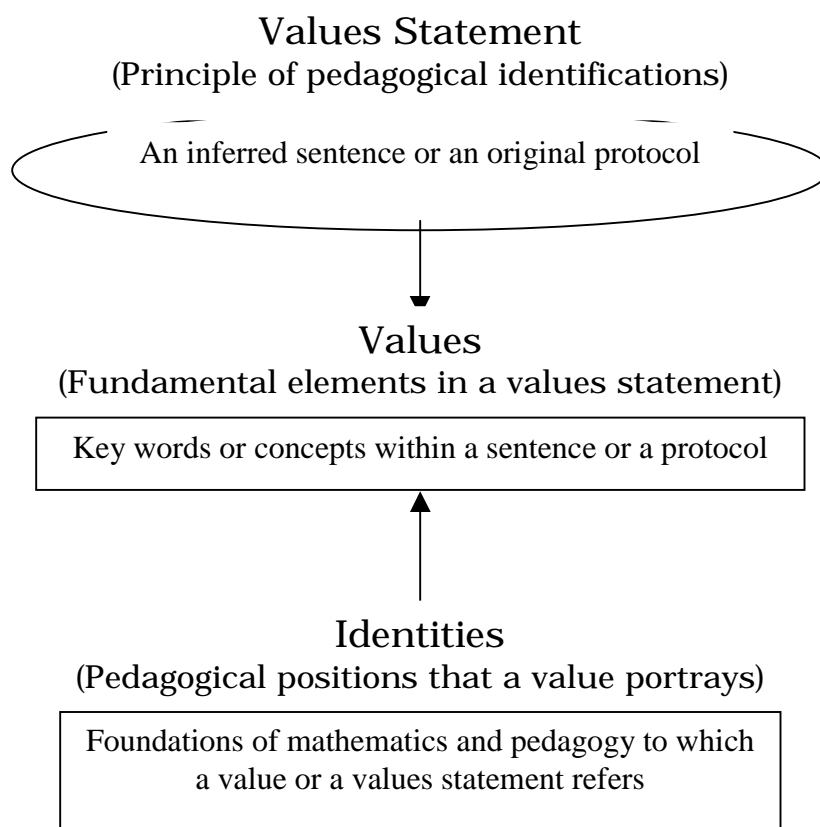 Values Statement
(Principle of pedagogical identifications)
An inferred sentence or an original protocol
Values
(Fundamental elements in a values statement)
Key words or concepts within a sentence or a protocol
Identities
(Pedagogical positions that a value portrays)
Foundations of mathematics and pedagogy to which
a value or a values statement refers